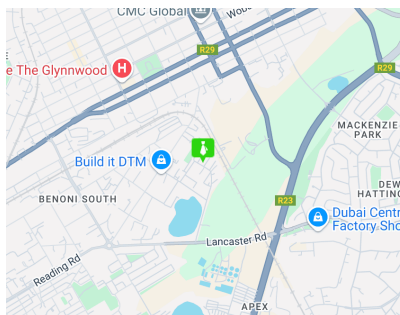 CMC Global
Woo
R29
e The Glynnwood
H
R29
MACKENZIE
PARK
Build it DTM
DEW
HATTING
BENONI SOUTH
R23
Dubai Centr
Factory Sho
Lancaster Rd
Reading Rd
APEX